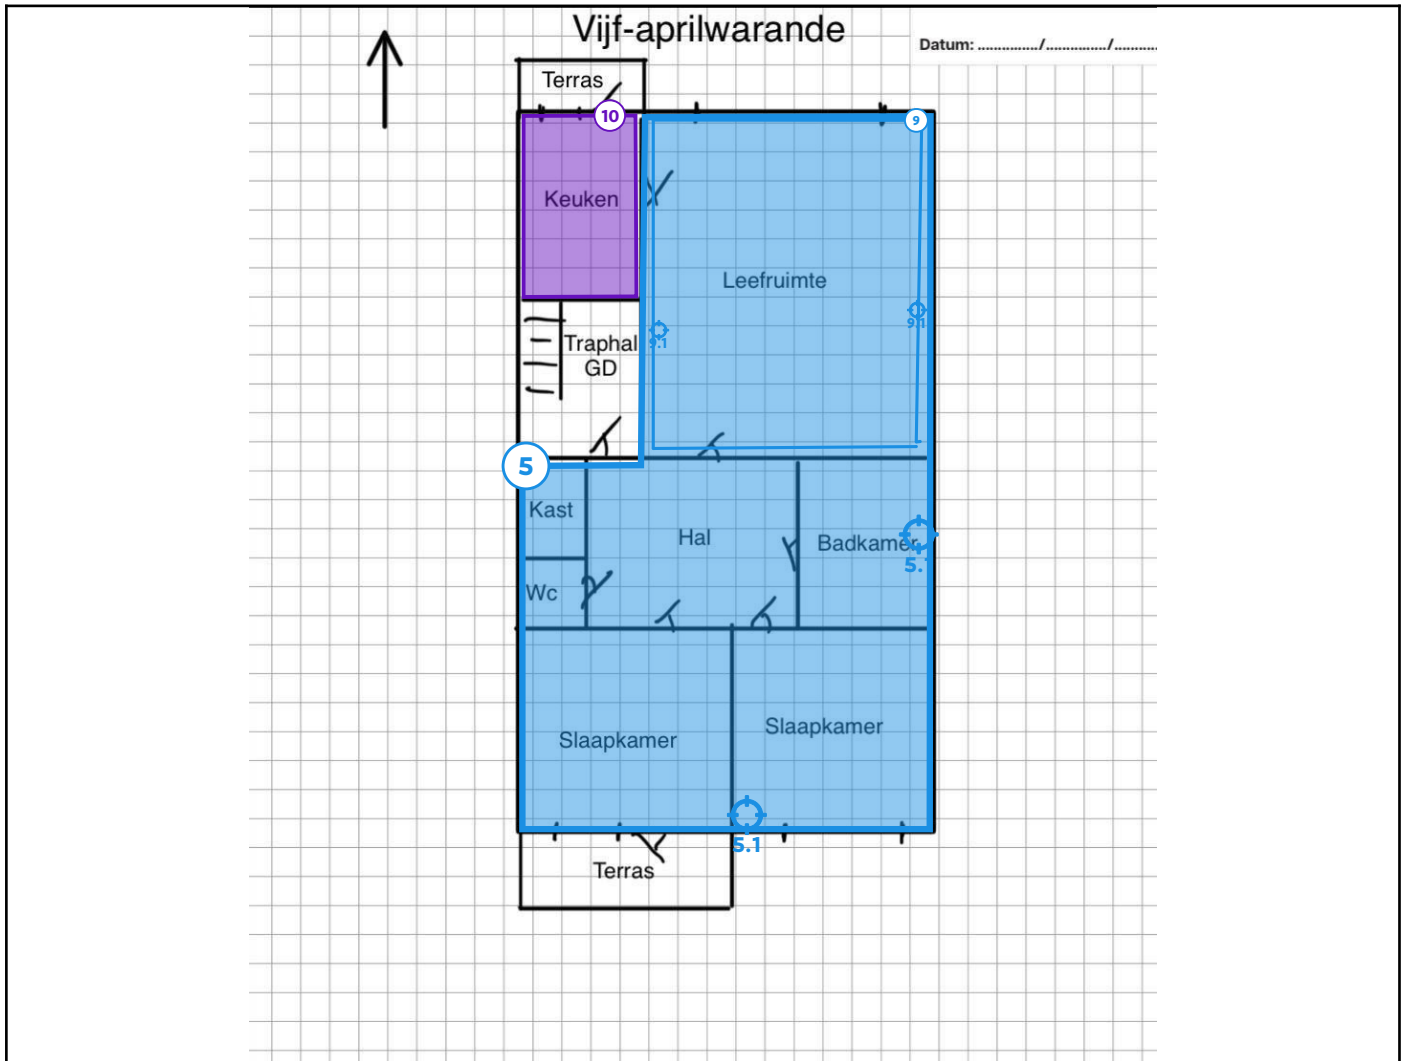 Vijf-aprilwarande
Datum: .............../.............../...........
Terras
10
9
Keuken
Leefruimte
9.1
9.1
Traphal
GD
5
Kast
Hal
Badkamer
5.
Wc
Slaapkamer
Slaapkamer
5.1
Terras